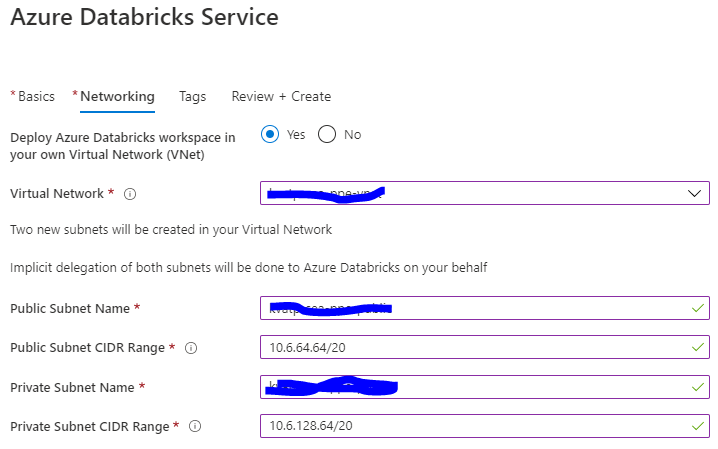 Azure Databricks Service
* Basics * Networking Tags Review + Create
Deploy Azure Databricks workspace in
your own Virtual Network (VNet)
Yes No
Virtual Network *
Two new subnets will be created in your Virtual Network
Implicit delegation of both subnets will be done to Azure Databricks on your behalf
Public Subnet Name *
Public Subnet CIDR Range * 10.6.64.64/20
Private Subnet Name *
Private Subnet CIDR Range * 10.6.128.64/20